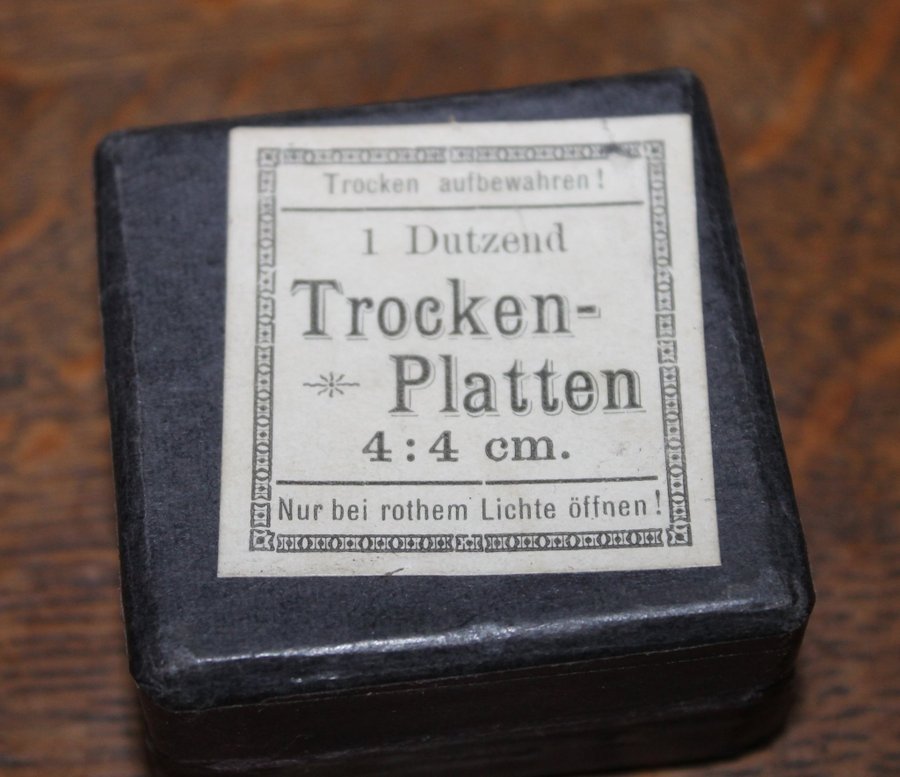 Trocken aufbewahren!
1 Dutzend
Trocken-
Platten
4:4 cm.
Nur bei rothem Lichte öffnen!